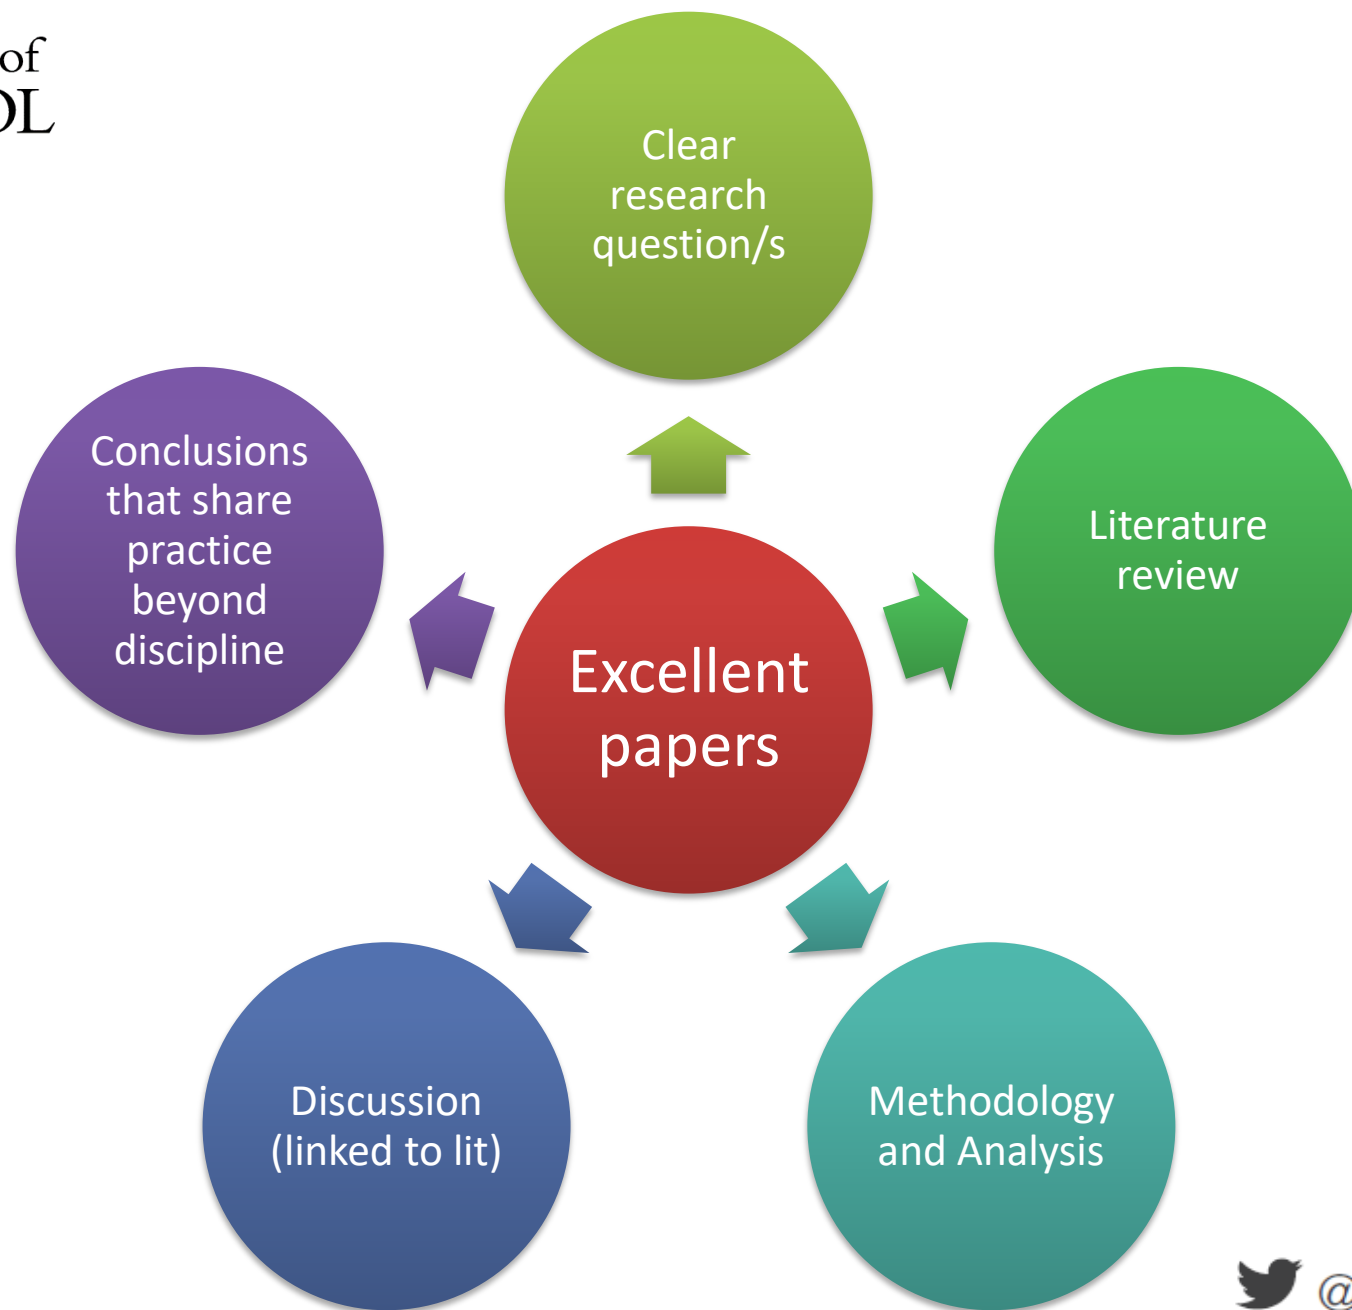 of
OL
Clear
research
question/s
Conclusions
that share
practice
beyond
discipline
Literature
review
Excellent
papers
Discussion
(linked to lit)
Methodology
and Analysis
@